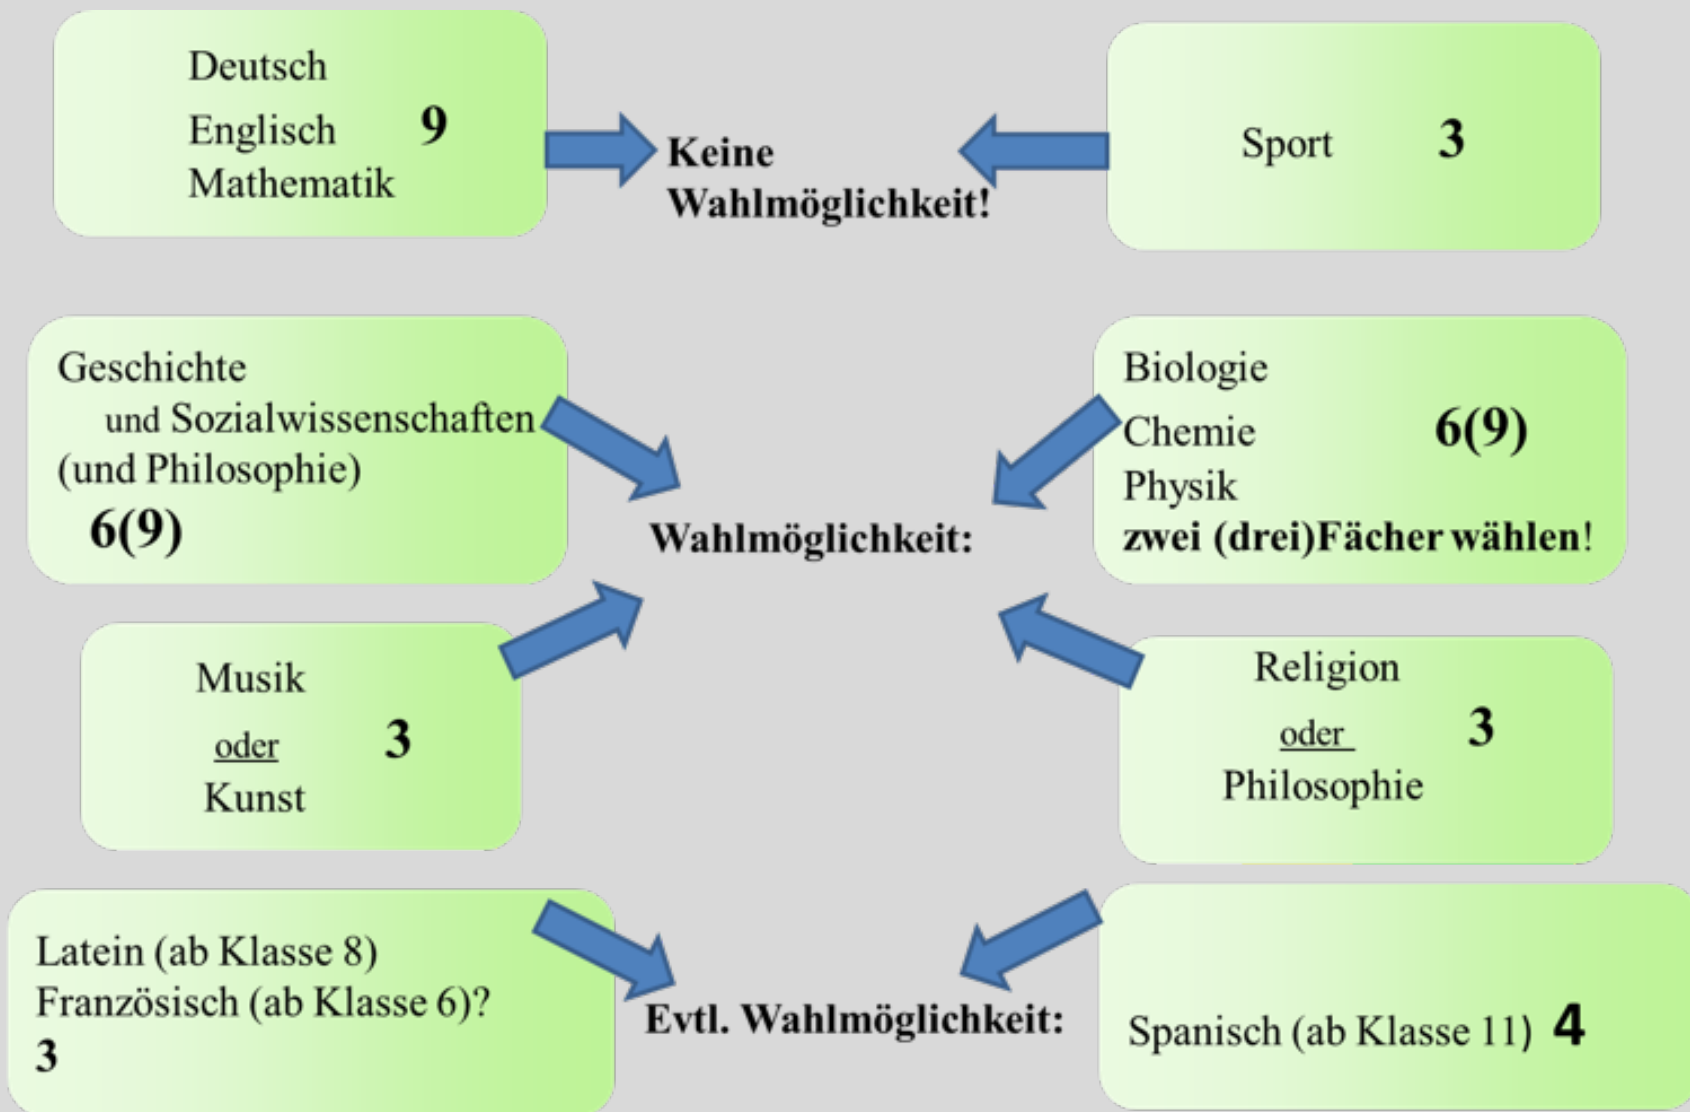 Deutsch
Englisch 9
Mathematik
Keine
Wahlmöglichkeit!
Sport 3
Geschichte
und Sozialwissenschaften
(und Philosophie)
6(9)
Wahlmöglichkeit:
Biologie
Chemie 6(9)
Physik
zwei (drei)Fächer wählen!
Musik
oder 3
Kunst
Religion
oder 3
Philosophie
Latein (ab Klasse 8)
Französisch (ab Klasse 6)?
3
Evtl. Wahlmöglichkeit:
Spanisch (ab Klasse 11) 4